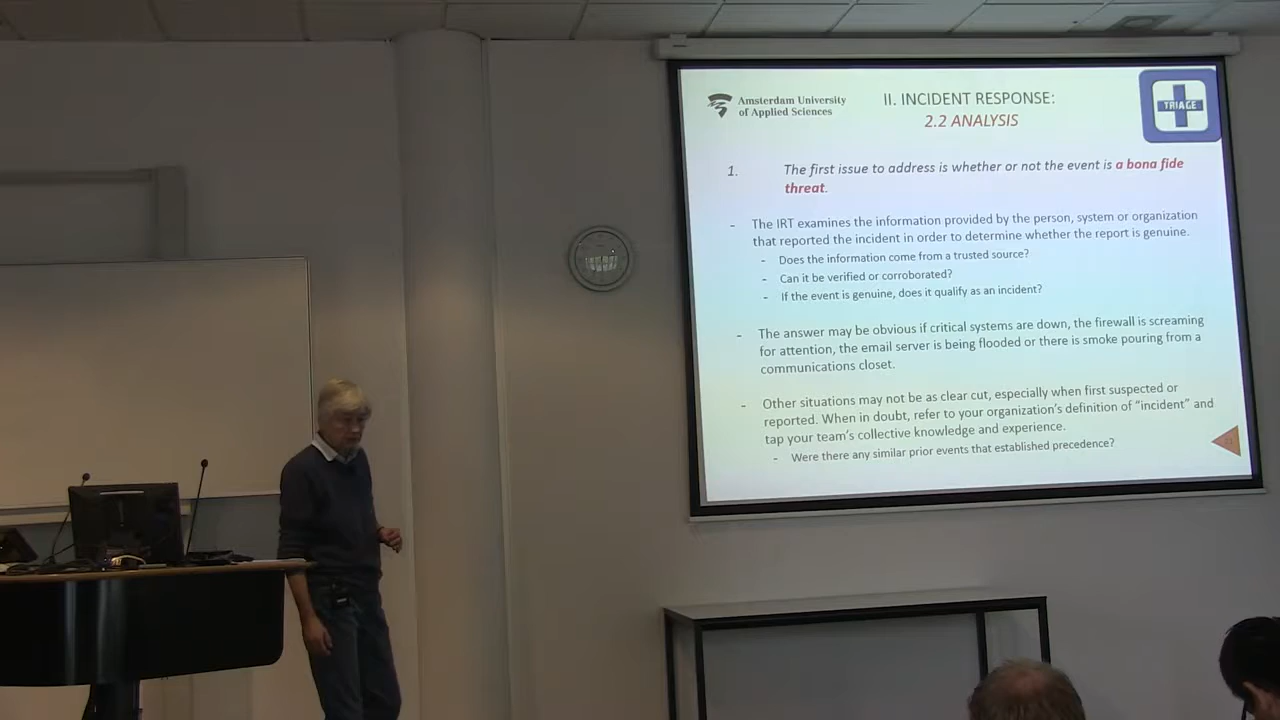 Amsterdam University
of Applied Sciences
II. INCIDENT RESPONSE:
2.2 ANALYSIS
TRIAGE
1. The first issue to address is whether or not the event is a bona fide
threat.
- The IRT examines the information provided by the person, system or organization
that reported the incident in order to determine whether the report is genuine.
- Does the information come from a trusted source?
- Can it be verified or corroborated?
- If the event is genuine, does it qualify as an incident?
- The answer may be obvious if critical systems are down, the firewall is screaming
for attention, the email server is being flooded or there is smoke pouring from a
communications closet.
- Other situations may not be as clear cut, especially when first suspected or
reported. When in doubt, refer to your organization's definition of “incident” and
tap your team's collective knowledge and experience.
- Were there any similar prior events that established precedence?